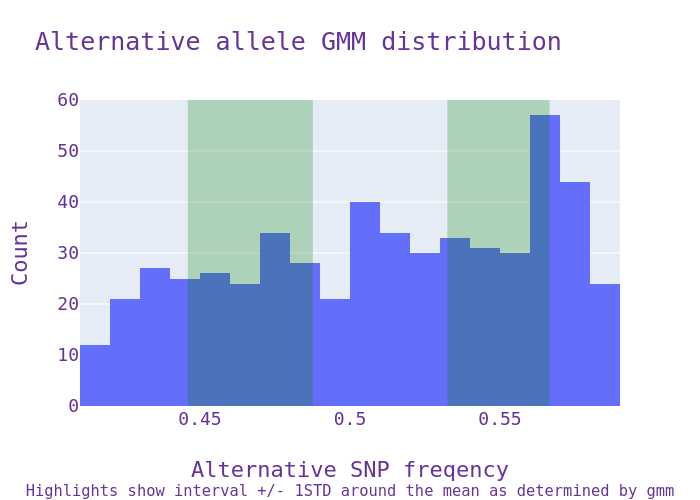 Alternative allele GMM distribution
60
50
40
30
20
10
0
Count
0.45 0.5 0.55
Alternative SNP freqency
Highlights show interval +/- 1STD around the mean as determined by gmm